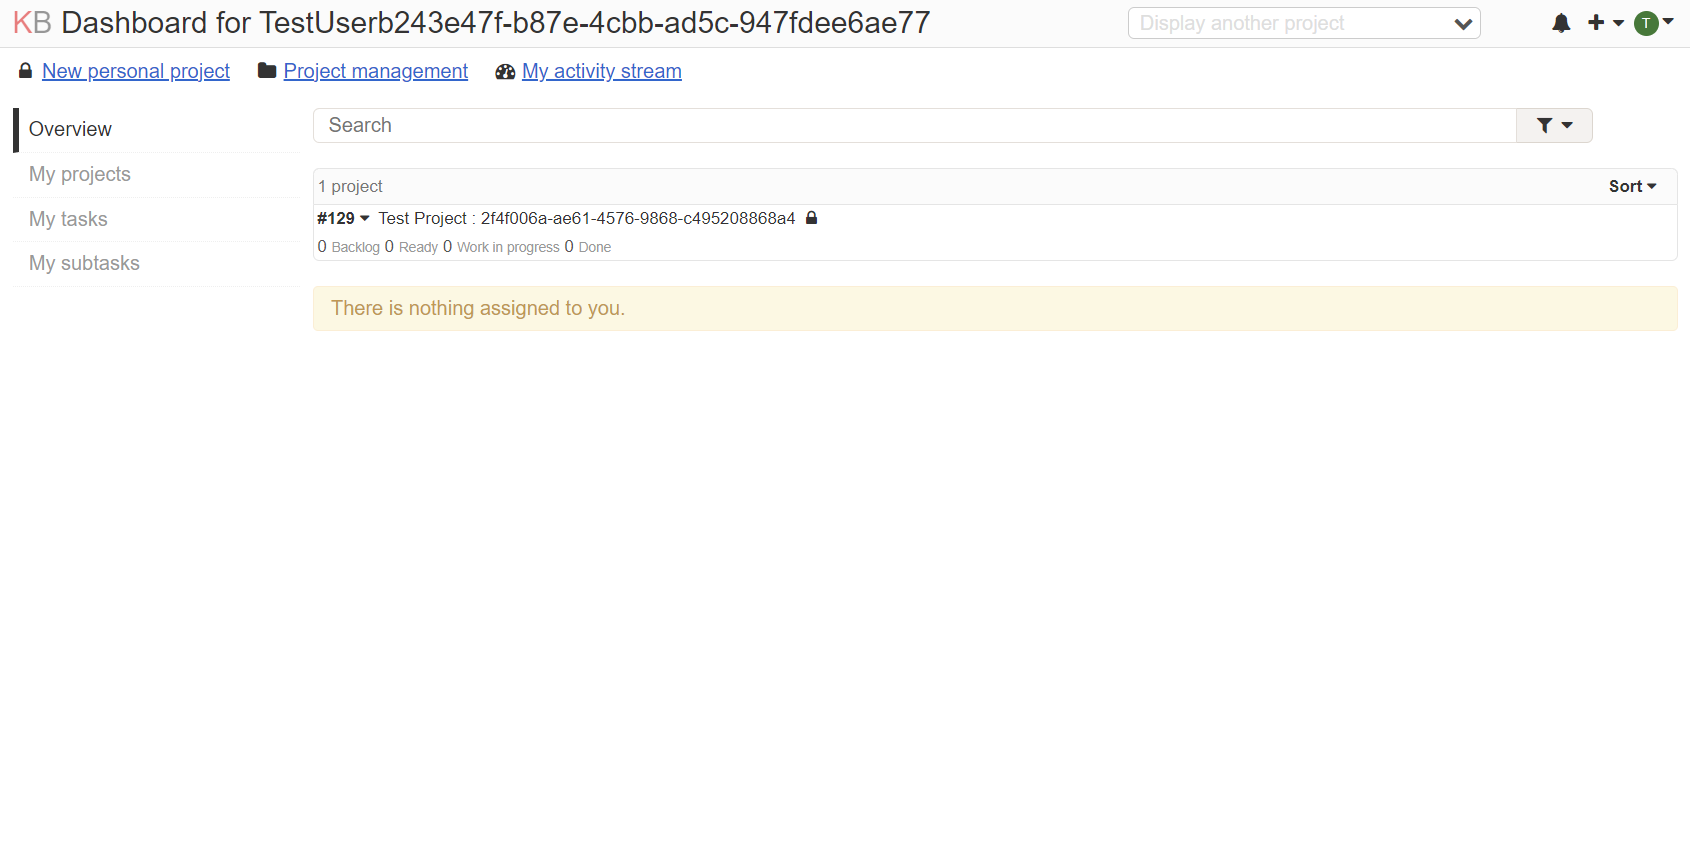 KB Dashboard for TestUserb243e47f-b87e-4cbb-ad5c-947fdee6ae77
Display another project
T
New personal project
Project management
My activity stream
Overview
My projects
My tasks
My subtasks
Search
1 project
Sort
#129 Test Project : 2f4f006a-ae61-4576-9868-c495208868a4
0 Backlog 0 Ready 0 Work in progress 0 Done
There is nothing assigned to you.